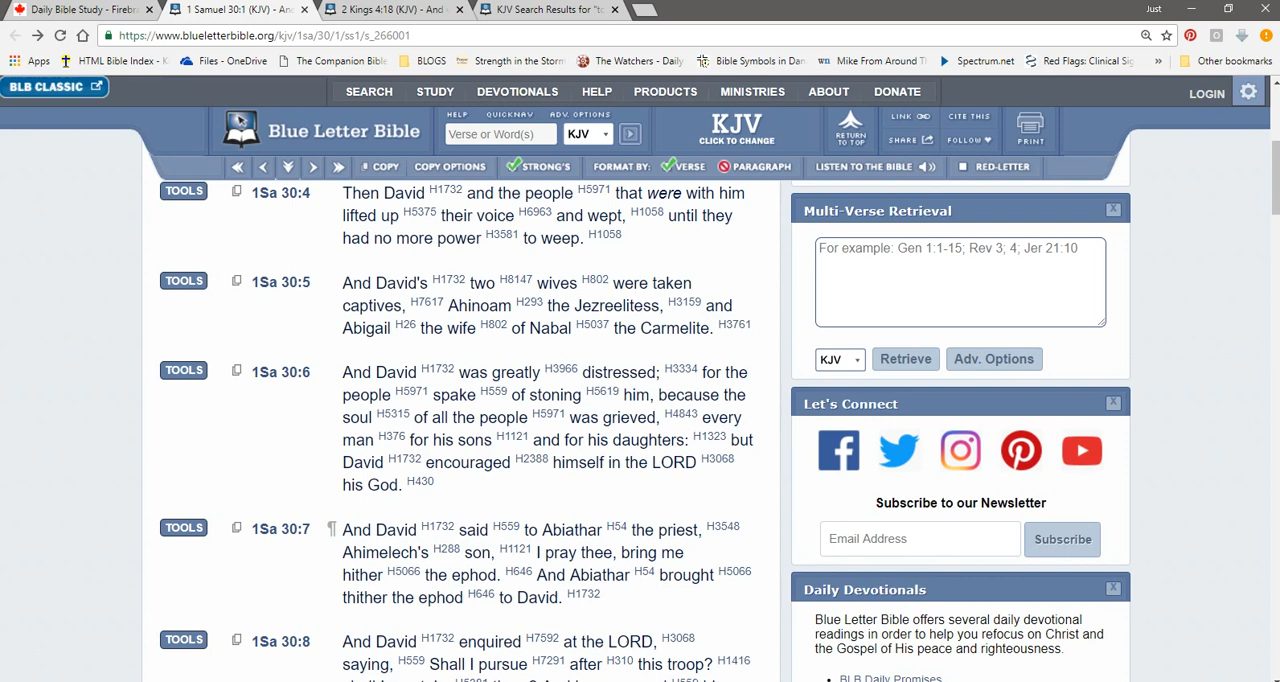 Daily Bible Study - Firebra
1 Samuel 30:1 (KJV) - And
2 Kings 4:18 (KJV) - And
KJV Search Results for "to
Just
https://www.blueletterbible.org/kjv/1sa/30/1/ss1/s_266001
Apps
HTML Bible Index - K
Files - OneDrive
The Companion Bible
BLOGS
Strength in the Storm
The Watchers - Daily
Bible Symbols in Dan
wn Mike From Around T
Spectrum.net
Red Flags: Clinical Sig
»
Other bookmarks
BLB CLASSIC
SEARCH STUDY DEVOTIONALS HELP PRODUCTS MINISTRIES ABOUT DONATE
LOGIN
Blue Letter Bible
HELP QUICKNAV ADV. OPTIONS
Verse or Word(s)
KJV
KJV
CLICK TO CHANGE
RETURN
TO TOP
LINK CITE THIS
SHARE FOLLOW
PRINT
COPY COPY OPTIONS STRONG'S FORMAT BY: VERSE PARAGRAPH LISTEN TO THE BIBLE RED-LETTER
TOOLS 1Sa 30:4 Then David H1732 and the people H5971 that were with him
lifted up H5375 their voice H6963 and wept, H1058 until they
had no more power H3581 to weep. H1058
TOOLS 1Sa 30:5 And David's H1732 two H8147 wives H802 were taken
captives, H7617 Ahinoam H293 the Jezreelitess, H3159 and
Abigail H26 the wife H802 of Nabal H5037 the Carmelite. H3761
TOOLS 1Sa 30:6 And David H1732 was greatly H3966 distressed; H3334 for the
people H5971 spake H559 of stoning H5619 him, because the
soul H5315 of all the people H5971 was grieved, H4843 every
man H376 for his sons H1121 and for his daughters: H1323 but
David H1732 encouraged H2388 himself in the LORD H3068
his God. H430
TOOLS 1Sa 30:7 ¶ And David H1732 said H559 to Abiathar H54 the priest, H3548
Ahimelech's H288 son, H1121 I pray thee, bring me
hither H5066 the ephod. H646 And Abiathar H54 brought H5066
thither the ephod H646 to David. H1732
TOOLS 1Sa 30:8 And David H1732 enquired H7592 at the LORD, H3068
saying, H559 Shall I pursue H7291 after H310 this troop? H1416
Multi-Verse Retrieval X
For example: Gen 1:1-15; Rev 3; 4; Jer 21:10
KJV Retrieve Adv. Options
Let's Connect X
Subscribe to our Newsletter
Email Address Subscribe
Daily Devotionals X
Blue Letter Bible offers several daily devotional
readings in order to help you refocus on Christ and
the Gospel of His peace and righteousness.
• BLB Daily Promises